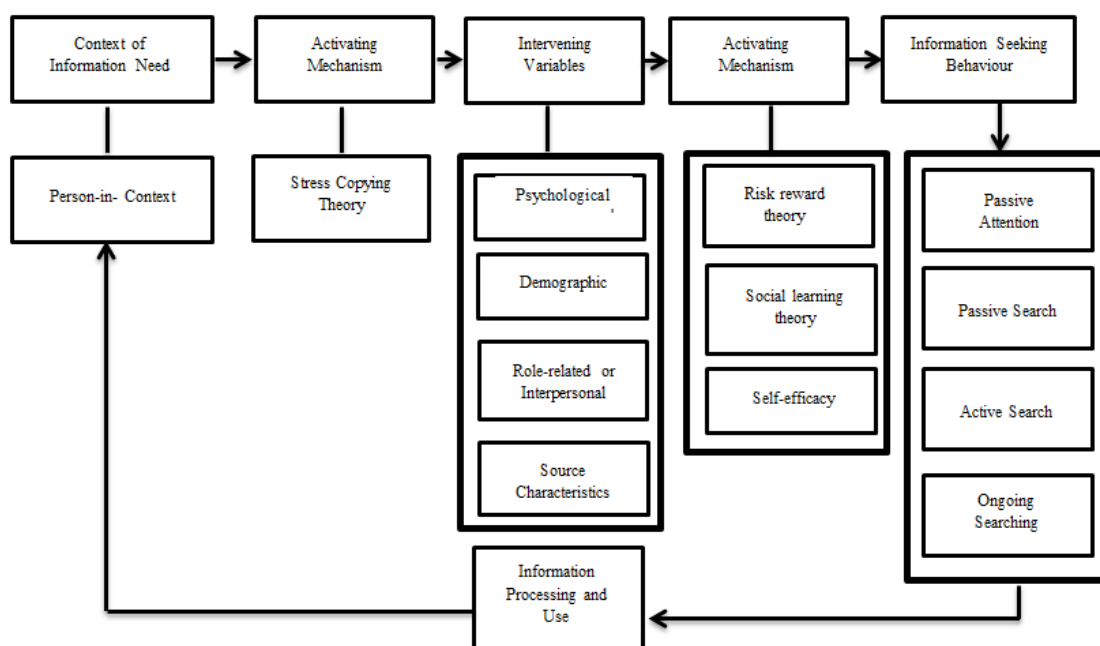 Context of
Information Need
Activating
Mechanism
Intervening
Variables
Activating
Mechanism
Information Seeking
Behaviour
Person-in- Context
Stress Copying
Theory
Psychological
Demographic
Role-related or
Interpersonal
Source
Characteristics
Risk reward
theory
Social learning
theory
Self-efficacy
Passive
Attention
Passive Search
Active Search
Ongoing
Searching
Information
Processing and
Use